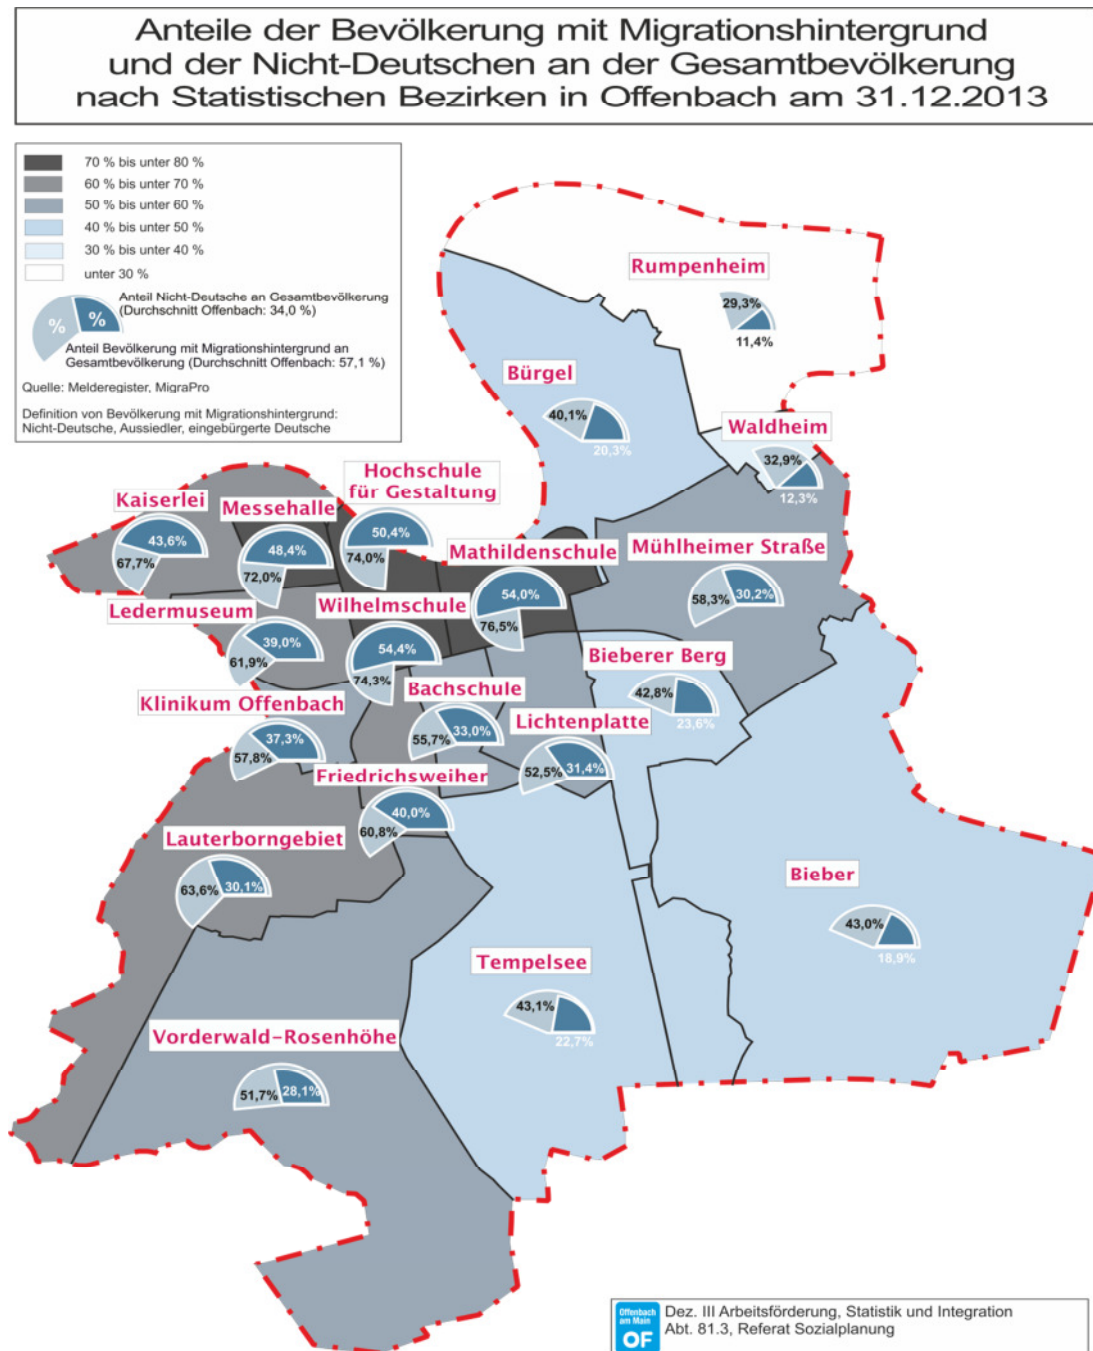 Anteile der Bevölkerung mit Migrationshintergrund
und der Nicht-Deutschen an der Gesamtbevölkerung
nach Statistischen Bezirken in Offenbach am 31.12.2013
70 % bis unter 80 %
60 % bis unter 70 %
50 % bis unter 60 %
40 % bis unter 50 %
30 % bis unter 40 %
unter 30 %
Anteil Nicht-Deutsche an Gesamtbevölkerung
(Durchschnitt Offenbach: 34,0 %)
% %
Anteil Bevölkerung mit Migrationshintergrund an
Gesamtbevölkerung (Durchschnitt Offenbach: 57,1 %)
Quelle: Melderegister, MigraPro
Definition von Bevölkerung mit Migrationshintergrund:
Nicht-Deutsche, Aussiedler, eingebürgerte Deutsche
Rumpenheim
29,3%
11,4%
Bürgel
40,1%
20,3%
Waldheim
32,9%
12,3%
Kaiserlei
43,6%
67,7%
Messehalle
48,4%
72,0%
Hochschule
für Gestaltung
50,4%
74,0%
Mathildenschule
54,0%
76,5%
Mühlheimer Straße
58,3%
30,2%
Ledermuseum
39,0%
61,9%
Wilhelmschule
54,4%
74,3%
Bieberer Berg
42,8%
23,6%
Klinikum Offenbach
37,3%
57,8%
Bachschule
33,0%
55,7%
Lichtenplatte
31,4%
52,5%
Friedrichsweiher
40,0%
60,8%
Lauterborngebiet
63,6%
30,1%
Bieber
43,0%
18,9%
Tempelsee
43,1%
22,7%
Vorderwald-Rosenhöhe
51,7%
28,1%
Offenbach
am Main
OF
Dez. III Arbeitsförderung, Statistik und Integration
Abt. 81.3, Referat Sozialplanung